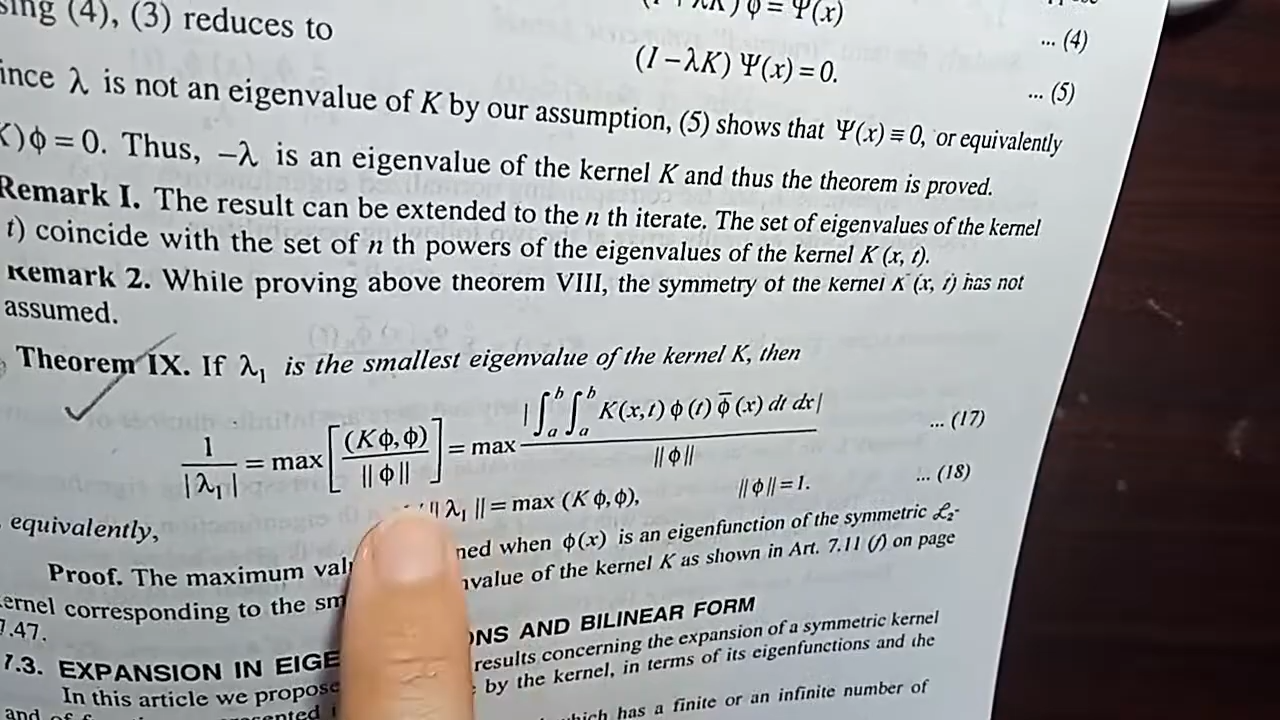 (4), (3) reduces to
φ = Ψ(x)
... (4)
(I – λK) Ψ(x) = 0.
... (5)
ince λ is not an eigenvalue of K by our assumption, (5) shows that Ψ(x) ≡ 0, or equivalently
)φ = 0. Thus, –λ is an eigenvalue of the kernel K and thus the theorem is proved.
Remark I. The result can be extended to the n th iterate. The set of eigenvalues of the kernel
t) coincide with the set of n th powers of the eigenvalues of the kernel K (x, t).
Remark 2. While proving above theorem VIII, the symmetry of the kernel K (x, t) has not
assumed.
Theorem IX. If λ₁ is the smallest eigenvalue of the kernel K, then
1/|λ₁| = max [(Kφ, φ)/||φ||] = max |∫ₐᵇ ∫ₐᵇ K(x, t) φ (t) φ̄ (x) dt dx| / ||φ|| ... (17)
equivalently, || λ₁ || = max (K φ, φ), ||φ|| = 1. ... (18)
Proof. The maximum val ned when φ(x) is an eigenfunction of the symmetric ℒ₂-
ernel corresponding to the sm nvalue of the kernel K as shown in Art. 7.11 (f) on page
7.47.
7.3. EXPANSION IN EIGE ONS AND BILINEAR FORM
In this article we propose results concerning the expansion of a symmetric kernel
by the kernel, in terms of its eigenfunctions and the
which has a finite or an infinite number of